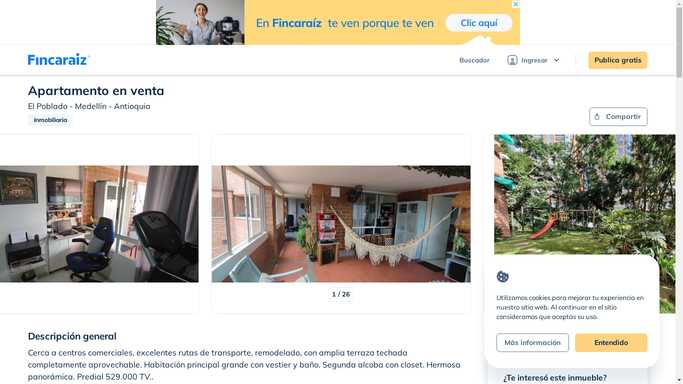 En Fincaraíz te ven porque te ven
Clic aquí
Fincaraiz
Buscador
Ingresar
Publica gratis
Apartamento en venta
El Poblado - Medellín - Antioquia
Inmobiliaria
Compartir
1 / 26
Utilizamos cookies para mejorar tu experiencia en
nuestro sitio web. Al continuar en el sitio
consideramos que aceptas su uso.
Más información
Entendido
Descripción general
Cerca a centros comerciales, excelentes rutas de transporte, remodelado, con amplia terraza techada
completamente aprovechable. Habitación principal grande con vestier y baño. Segunda alcoba con closet. Hermosa
panorámica. Predial 529.000 TV..
¿Te interesó este inmueble?